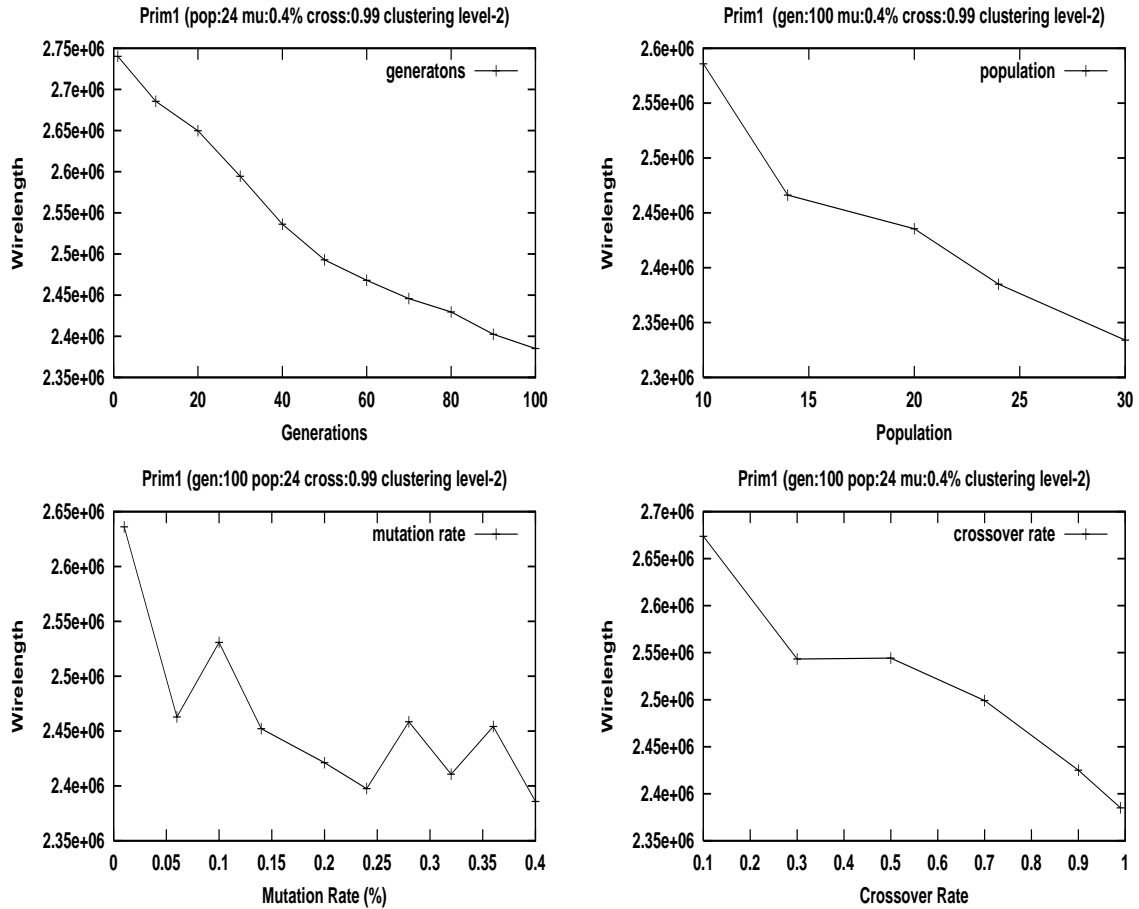 Prim1 (pop:24 mu:0.4% cross:0.99 clustering level-2)
2.75e+06
2.7e+06
2.65e+06
2.6e+06
2.55e+06
2.5e+06
2.45e+06
2.4e+06
2.35e+06
Wirelength
generatons
0 20 40 60 80 100
Generations
Prim1 (gen:100 mu:0.4% cross:0.99 clustering level-2)
2.6e+06
2.55e+06
2.5e+06
2.45e+06
2.4e+06
2.35e+06
2.3e+06
Wirelength
population
10 15 20 25 30
Population
Prim1 (gen:100 pop:24 cross:0.99 clustering level-2)
2.65e+06
2.6e+06
2.55e+06
2.5e+06
2.45e+06
2.4e+06
2.35e+06
Wirelength
mutation rate
0 0.05 0.1 0.15 0.2 0.25 0.3 0.35 0.4
Mutation Rate (%)
Prim1 (gen:100 pop:24 mu:0.4% clustering level-2)
2.7e+06
2.65e+06
2.6e+06
2.55e+06
2.5e+06
2.45e+06
2.4e+06
2.35e+06
Wirelength
crossover rate
0.1 0.2 0.3 0.4 0.5 0.6 0.7 0.8 0.9 1
Crossover Rate